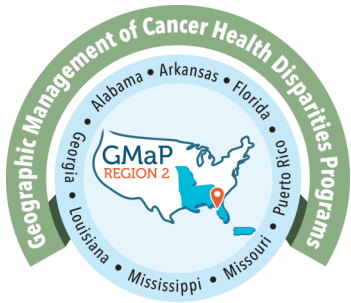 Geographic Management of Cancer Health Disparities Programs
Georgia • Alabama • Arkansas • Florida • Puerto Rico • Missouri • Mississippi • Louisiana •
GMaP
REGION 2